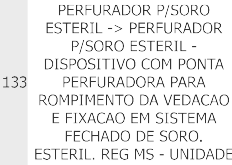 PERFURADOR P/SORO
ESTERIL -> PERFURADOR
P/SORO ESTERIL -
DISPOSITIVO COM PONTA
133 PERFURADORA PARA
ROMPIMENTO DA VEDACAO
E FIXACAO EM SISTEMA
FECHADO DE SORO,
ESTERIL. REG MS - UNIDADE